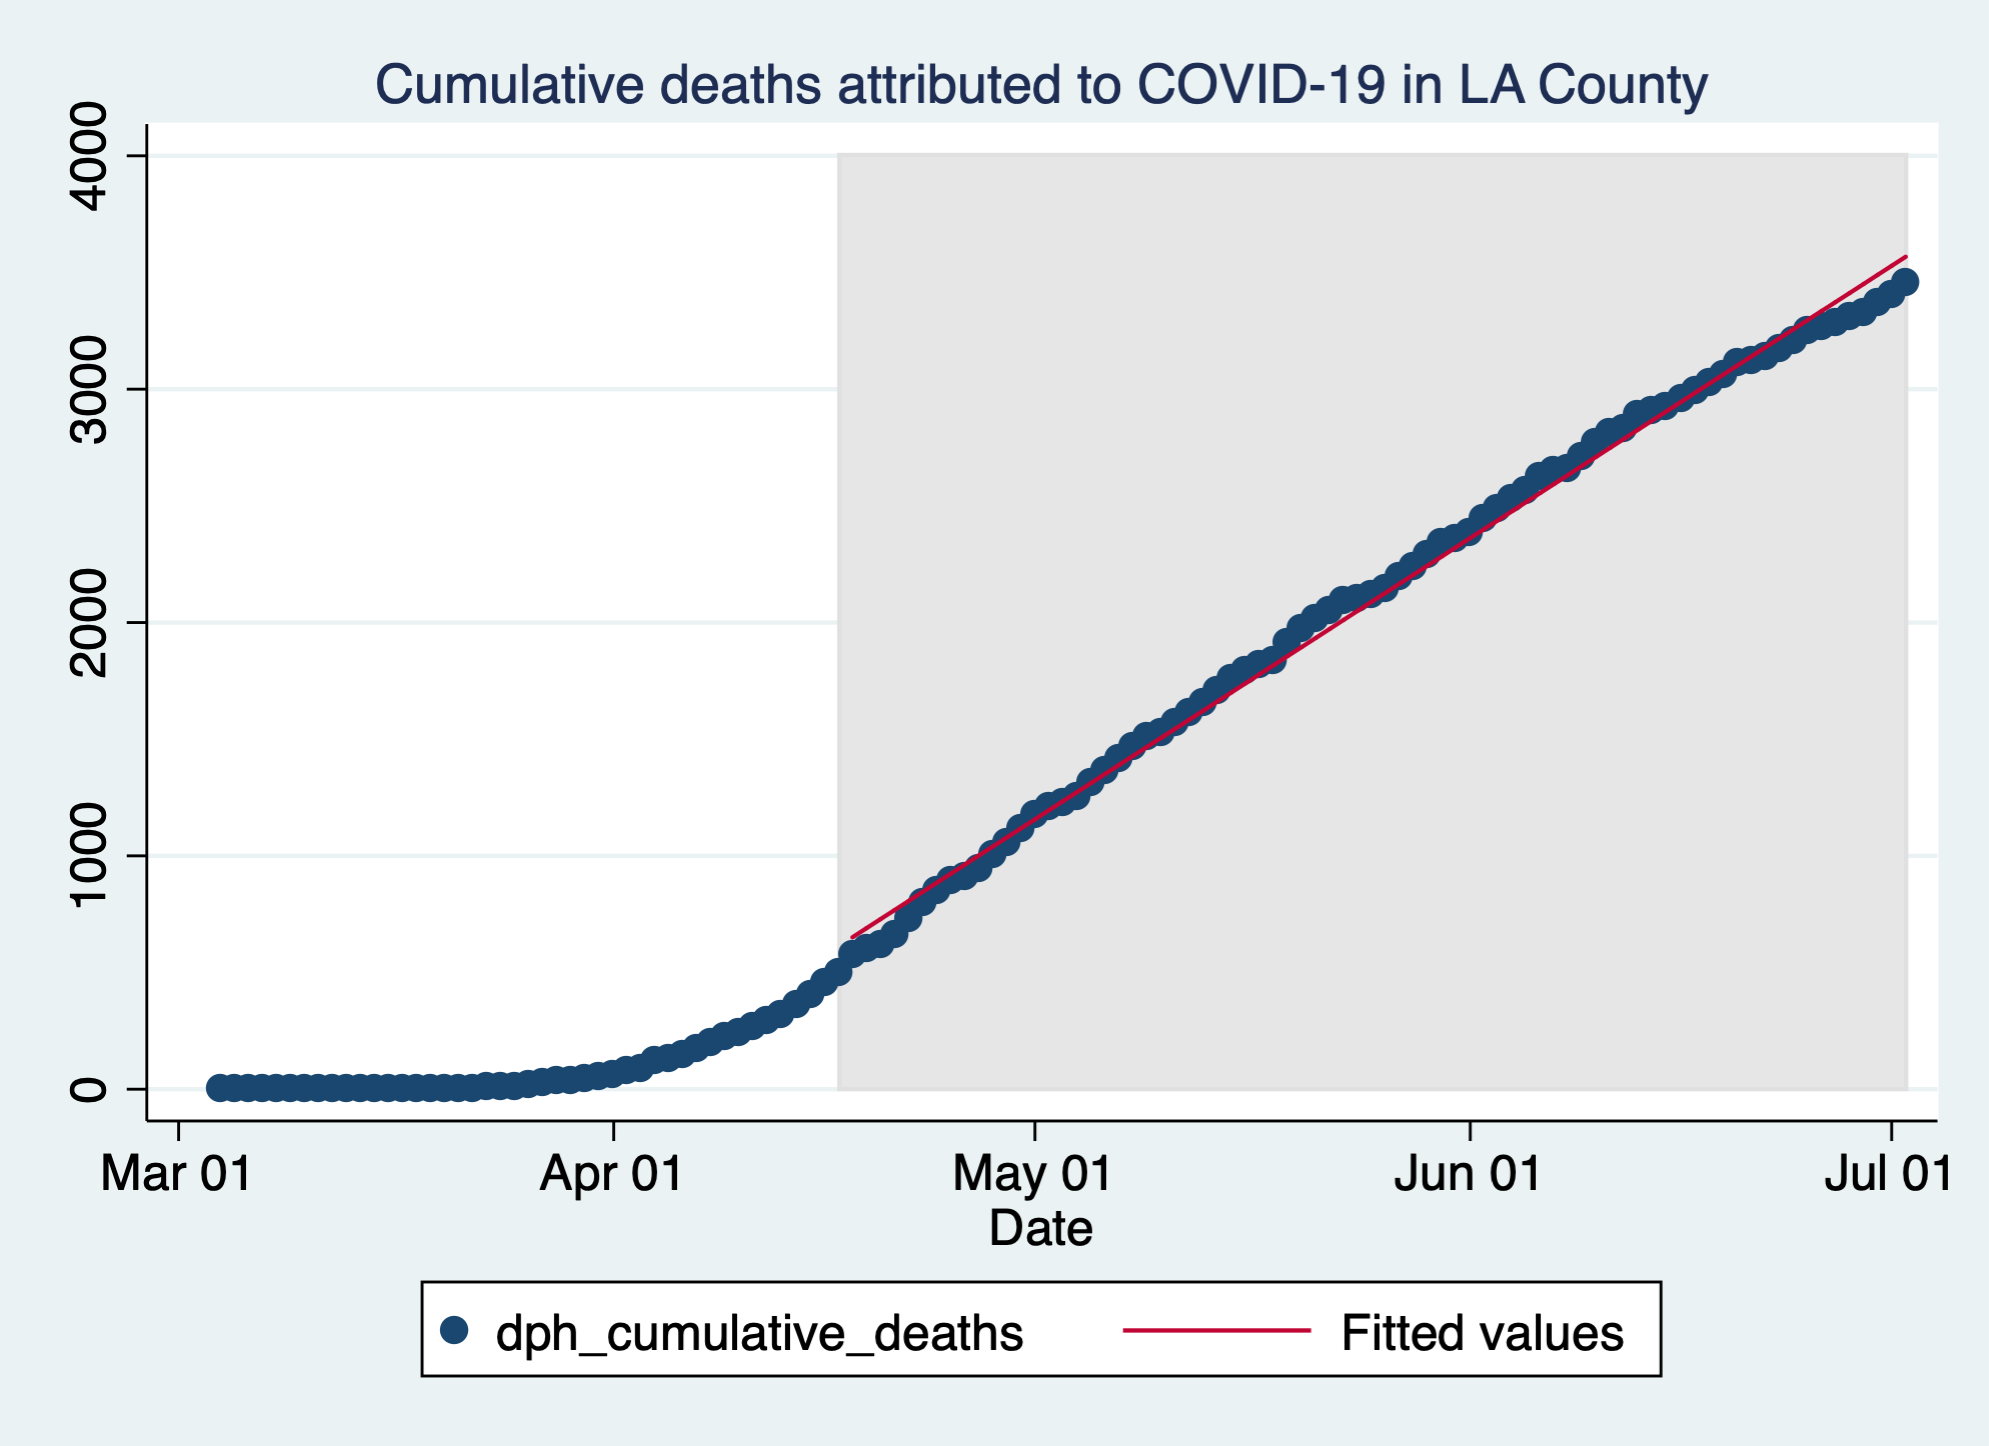 Cumulative deaths attributed to COVID-19 in LA County
4000
3000
2000
1000
0
Mar 01 Apr 01 May 01 Jun 01 Jul 01
Date
dph_cumulative_deaths Fitted values